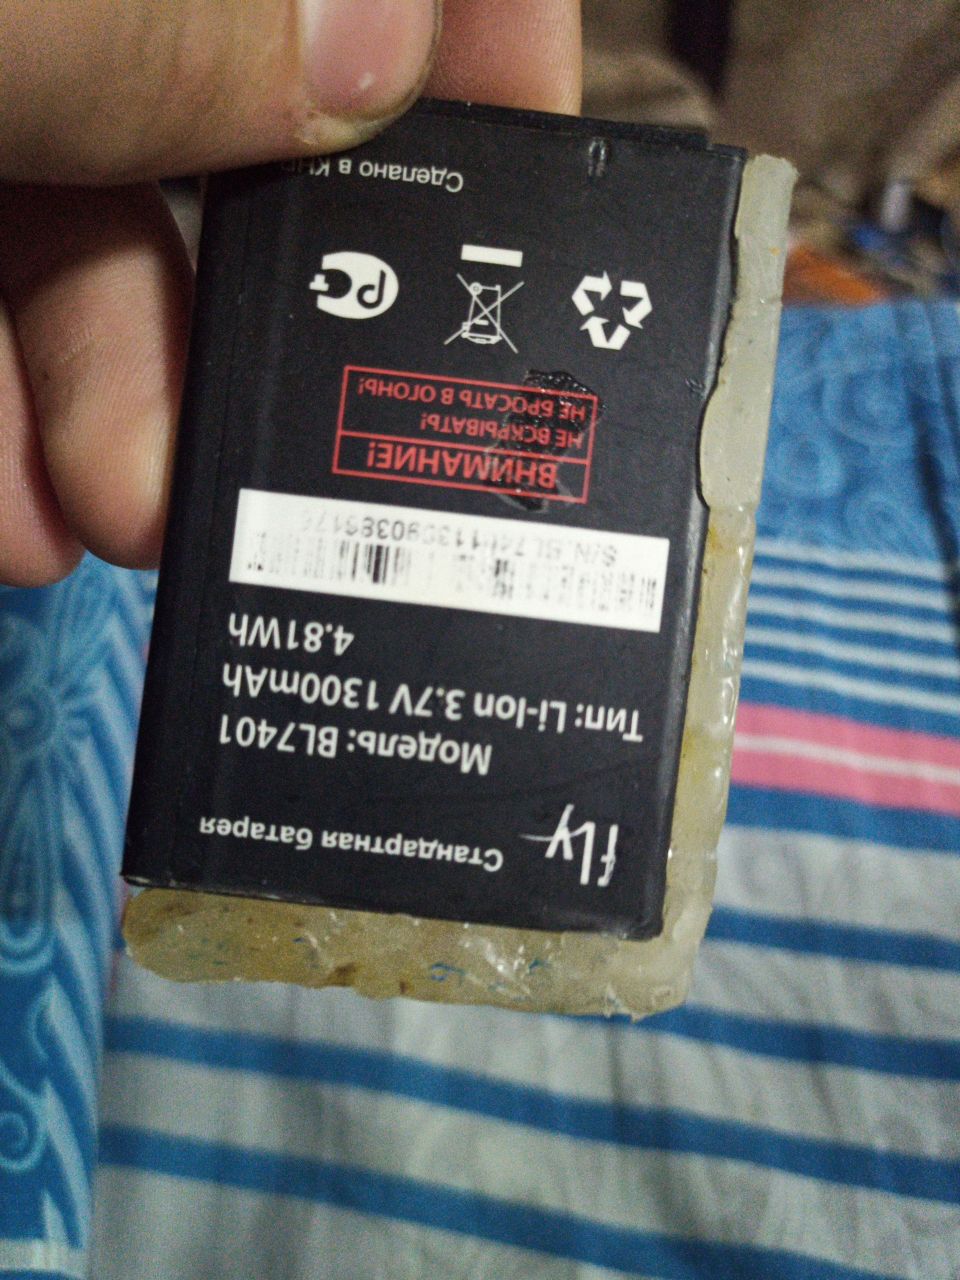 fly
Стандартная батарея
Модель: BL7401
Тип: Li-Ion 3.7V 1300mAh
4.81Wh
ВНИМАНИЕ!
НЕ ВСКРЫВАТЬ!
НЕ БРОСАТЬ В ОГОНЬ!
РСТ
Сделано в